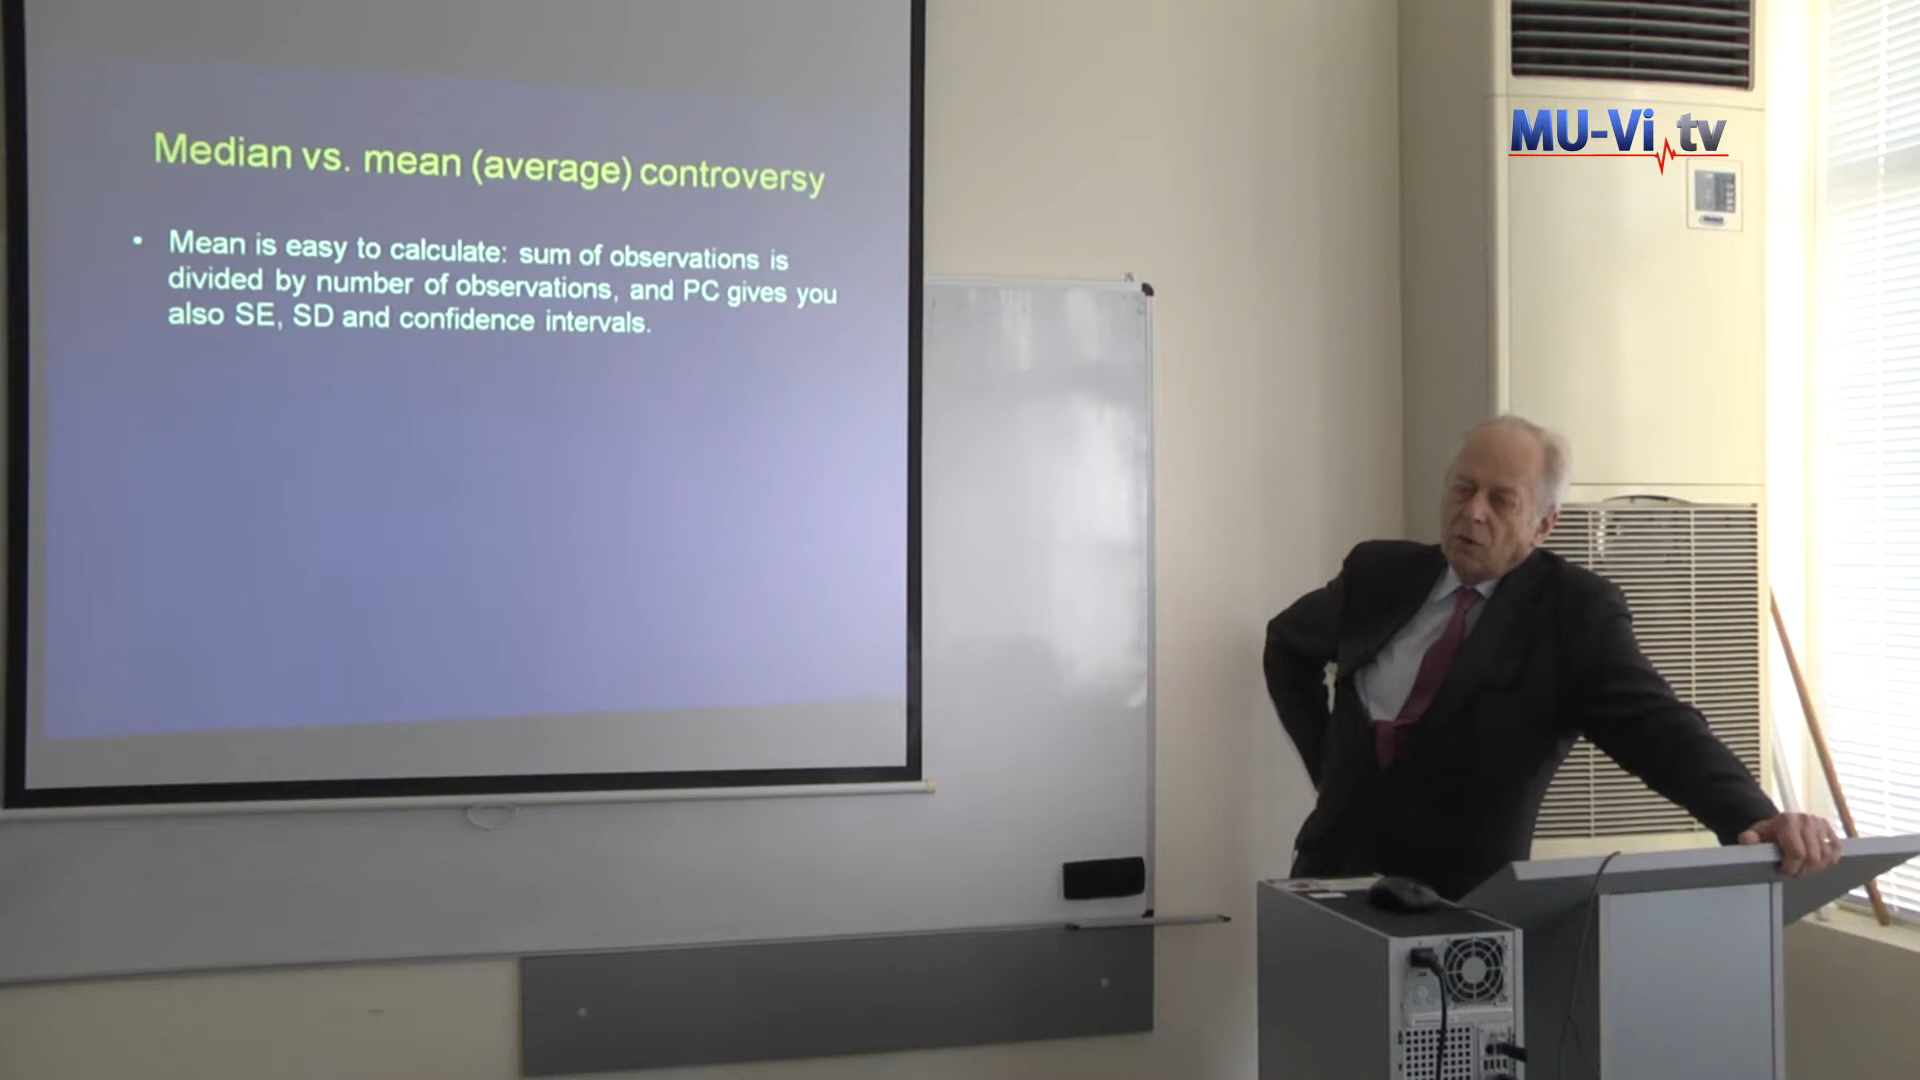 Median vs. mean (average) controversy
• Mean is easy to calculate: sum of observations is
divided by number of observations, and PC gives you
also SE, SD and confidence intervals.
MU-Vi.tv